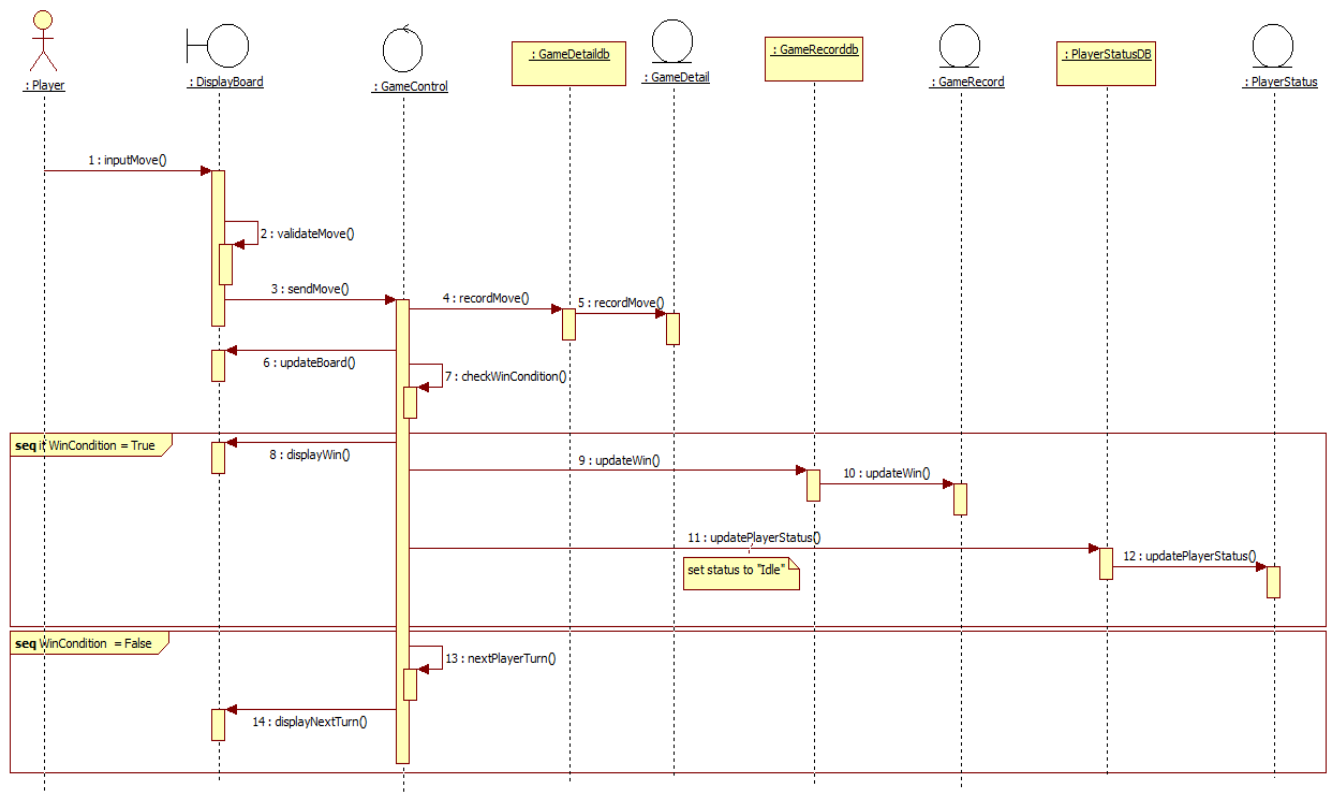 : Player
: DisplayBoard
: GameControl
: GameDetaildb
: GameDetail
: GameRecorddb
: GameRecord
: PlayerStatusDB
: PlayerStatus
1 : inputMove()
2 : validateMove()
3 : sendMove()
4 : recordMove()
5 : recordMove()
6 : updateBoard()
7 : checkWinCondition()
seq if WinCondition = True
8 : displayWin()
9 : updateWin()
10 : updateWin()
11 : updatePlayerStatus()
set status to "Idle"
12 : updatePlayerStatus()
seq WinCondition = False
13 : nextPlayerTurn()
14 : displayNextTurn()